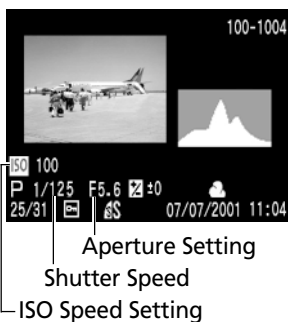 100-1004
ISO 100
P 1/125 F5.6 ±0
25/31 S 07/07/2001 11:04
Aperture Setting
Shutter Speed
ISO Speed Setting